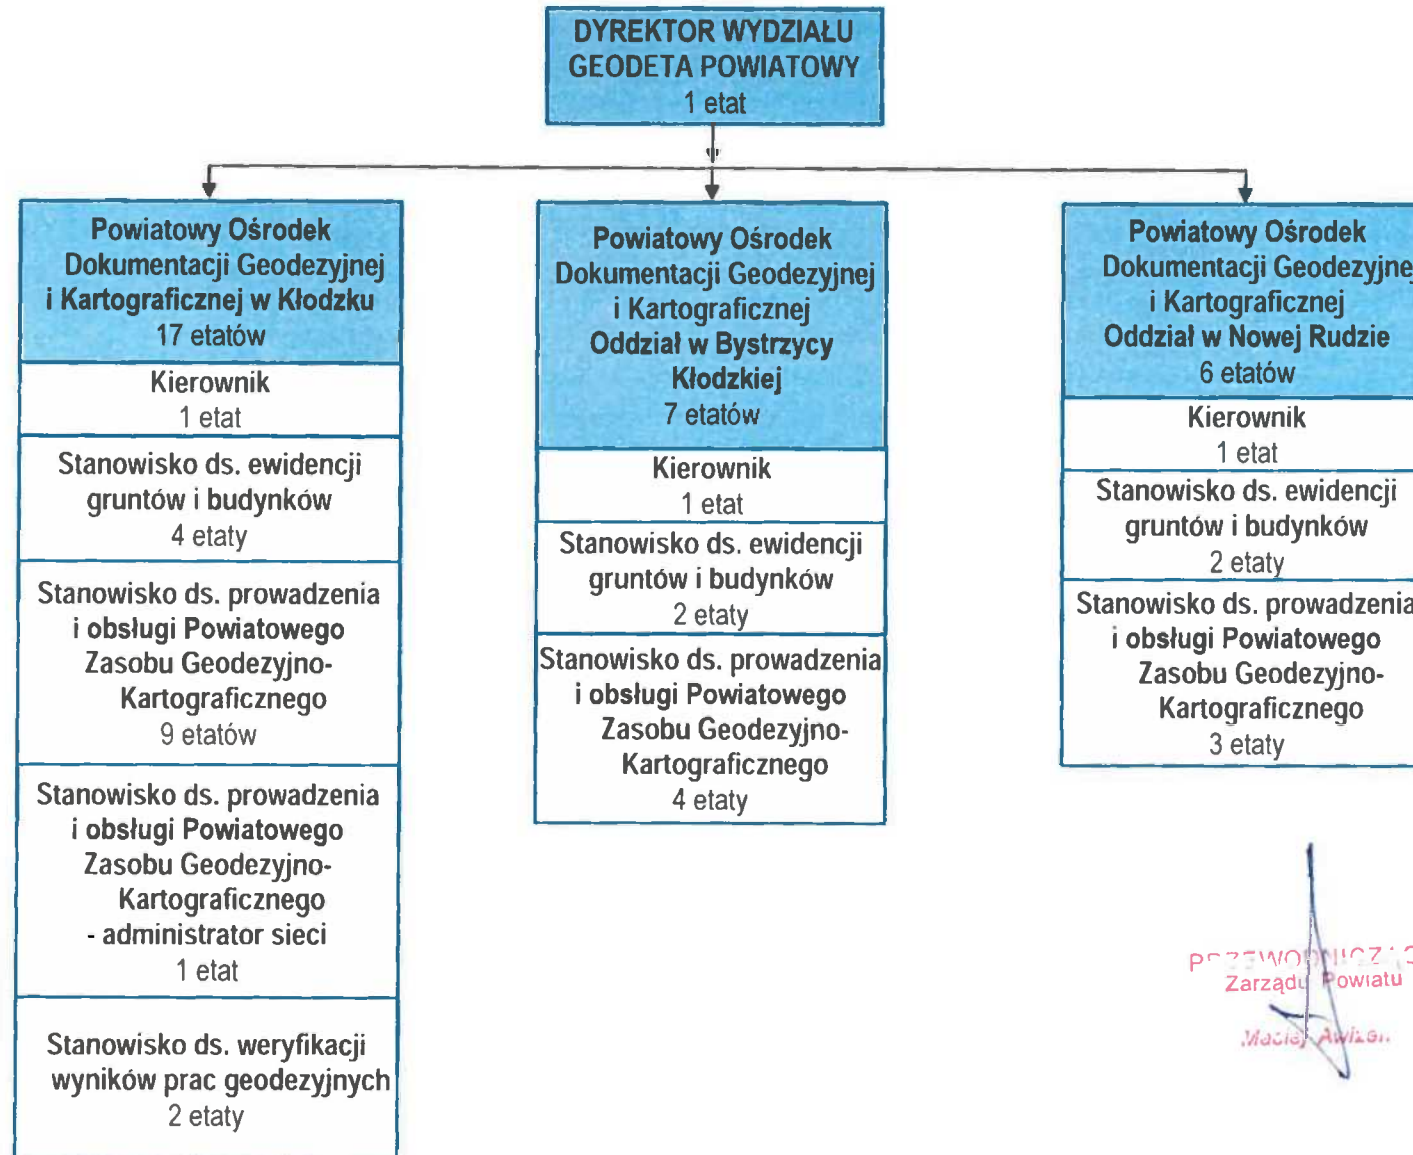 DYREKTOR WYDZIAŁU
GEODETA POWIATOWY
1 etat
Powiatowy Ośrodek
Dokumentacji Geodezyjnej
i Kartograficznej w Kłodzku
17 etatów
Kierownik
1 etat
Stanowisko ds. ewidencji
gruntów i budynków
4 etaty
Stanowisko ds. prowadzenia
i obsługi Powiatowego
Zasobu Geodezyjno-
Kartograficznego
9 etatów
Stanowisko ds. prowadzenia
i obsługi Powiatowego
Zasobu Geodezyjno-
Kartograficznego
- administrator sieci
1 etat
Stanowisko ds. weryfikacji
wyników prac geodezyjnych
2 etaty
Powiatowy Ośrodek
Dokumentacji Geodezyjnej
i Kartograficznej
Oddział w Bystrzycy
Kłodzkiej
7 etatów
Kierownik
1 etat
Stanowisko ds. ewidencji
gruntów i budynków
2 etaty
Stanowisko ds. prowadzenia
i obsługi Powiatowego
Zasobu Geodezyjno-
Kartograficznego
4 etaty
Powiatowy Ośrodek
Dokumentacji Geodezyjne
i Kartograficznej
Oddział w Nowej Rudzie
6 etatów
Kierownik
1 etat
Stanowisko ds. ewidencji
gruntów i budynków
2 etaty
Stanowisko ds. prowadzenia
i obsługi Powiatowego
Zasobu Geodezyjno-
Kartograficznego
3 etaty
Zarządu Powiatu
Maciej